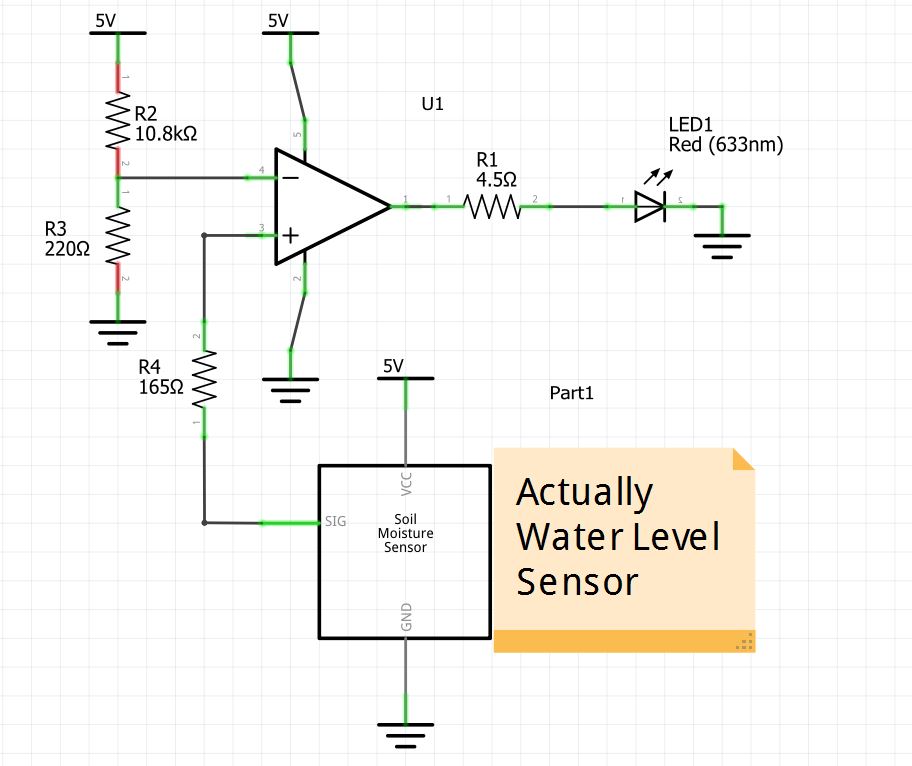 5V
5V
U1
1
R2
10.8kΩ
2
5
LED1
Red (633nm)
R1
4.5Ω
4
1
1
1
2
1
2
R3
220Ω
3
2
2
2
R4
165Ω
1
5V
Part1
VCC
SIG
Soil
Moisture
Sensor
GND
Actually
Water Level
Sensor